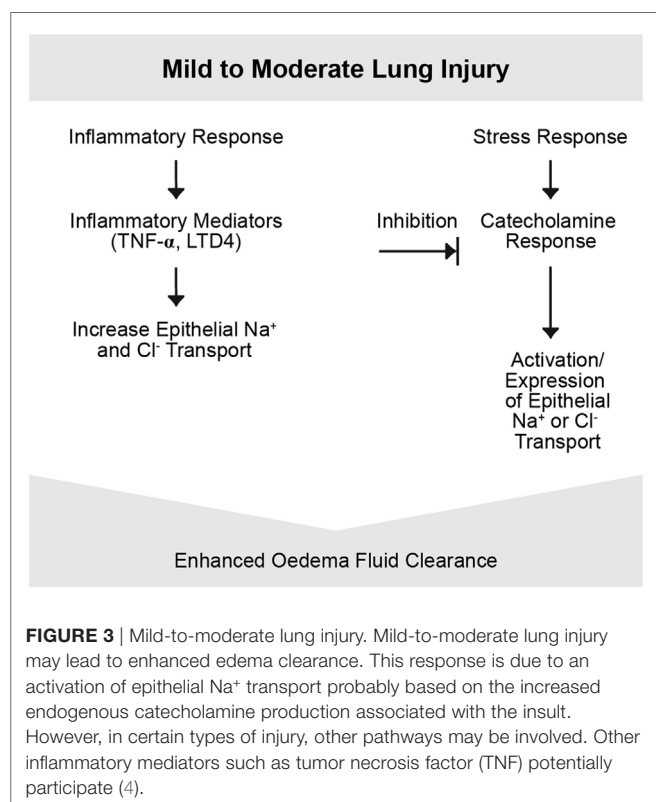 Mild to Moderate Lung Injury
Inflammatory Response
Inflammatory Mediators
(TNF-α, LTD4)
Increase Epithelial Na⁺
and Cl⁻ Transport
Inhibition
Stress Response
Catecholamine
Response
Activation/
Expression
of Epithelial
Na⁺ or Cl⁻
Transport
Enhanced Oedema Fluid Clearance
FIGURE 3 | Mild-to-moderate lung injury. Mild-to-moderate lung injury
may lead to enhanced edema clearance. This response is due to an
activation of epithelial Na⁺ transport probably based on the increased
endogenous catecholamine production associated with the insult.
However, in certain types of injury, other pathways may be involved. Other
inflammatory mediators such as tumor necrosis factor (TNF) potentially
participate (4).